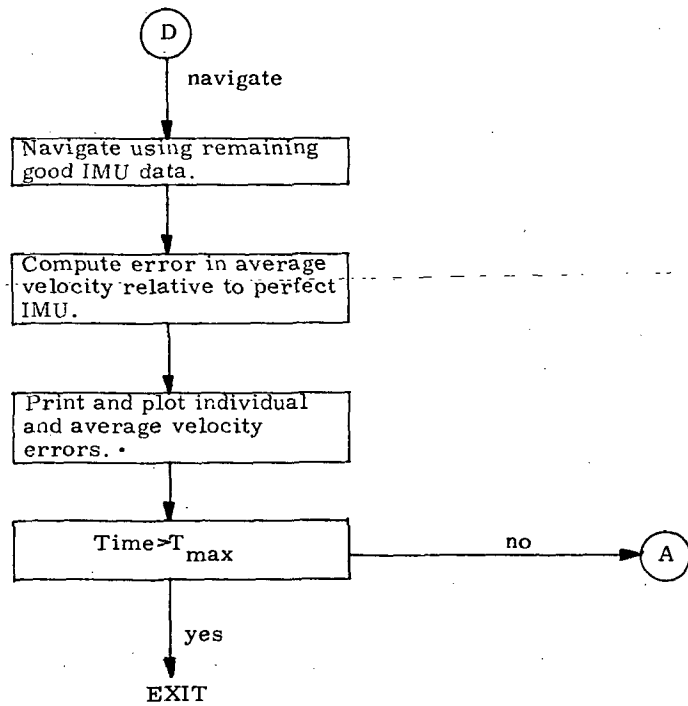 D
navigate
Navigate using remaining
good IMU data.
Compute error in average
velocity relative to perfect
IMU.
Print and plot individual
and average velocity
errors.
Time>T max
no
A
yes
EXIT